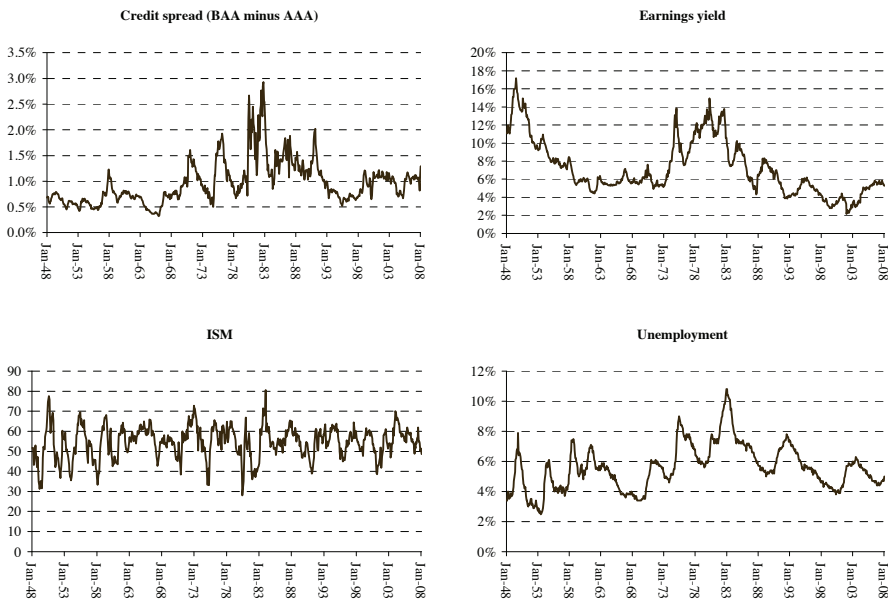 Credit spread (BAA minus AAA)
3.5%
3.0%
2.5%
2.0%
1.5%
1.0%
0.5%
0.0%
Jan-48
Jan-53
Jan-58
Jan-63
Jan-68
Jan-73
Jan-78
Jan-83
Jan-88
Jan-93
Jan-98
Jan-03
Jan-08
Earnings yield
20%
18%
16%
14%
12%
10%
8%
6%
4%
2%
0%
Jan-48
Jan-53
Jan-58
Jan-63
Jan-68
Jan-73
Jan-78
Jan-83
Jan-88
Jan-93
Jan-98
Jan-03
Jan-08
ISM
90
80
70
60
50
40
30
20
10
0
Jan-48
Jan-53
Jan-58
Jan-63
Jan-68
Jan-73
Jan-78
Jan-83
Jan-88
Jan-93
Jan-98
Jan-03
Jan-08
Unemployment
12%
10%
8%
6%
4%
2%
0%
Jan-48
Jan-53
Jan-58
Jan-63
Jan-68
Jan-73
Jan-78
Jan-83
Jan-88
Jan-93
Jan-98
Jan-03
Jan-08